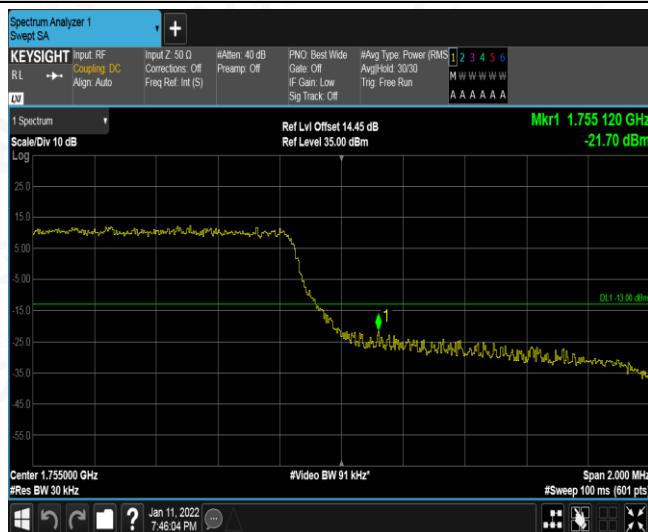 Spectrum Analyzer 1
Swept SA
KEYSIGHT
RL
LXI
Input: RF
Coupling: DC
Align: Auto
Input Z: 50 Ω
Corrections: Off
Freq Ref: Int (S)
#Atten: 40 dB
Preamp: Off
PNO: Best Wide
Gate: Off
IF Gain: Low
Sig Track: Off
#Avg Type: Power (RMS
Avg|Hold: 30/30
Trig: Free Run
1 2 3 4 5 6
M W W W W W
A A A A A A
1 Spectrum
Scale/Div 10 dB
Ref Lvl Offset 14.45 dB
Ref Level 35.00 dBm
Mkr1 1.755 120 GHz
-21.70 dBm
Log
25.0
15.0
5.00
-5.00
-15.0
-25.0
-35.0
-45.0
-55.0
DL1 -13.00 dBm
1
Center 1.755000 GHz
#Video BW 91 kHz*
Span 2.000 MHz
#Res BW 30 kHz
#Sweep 100 ms (601 pts)
?
Jan 11, 2022
7:46:04 PM